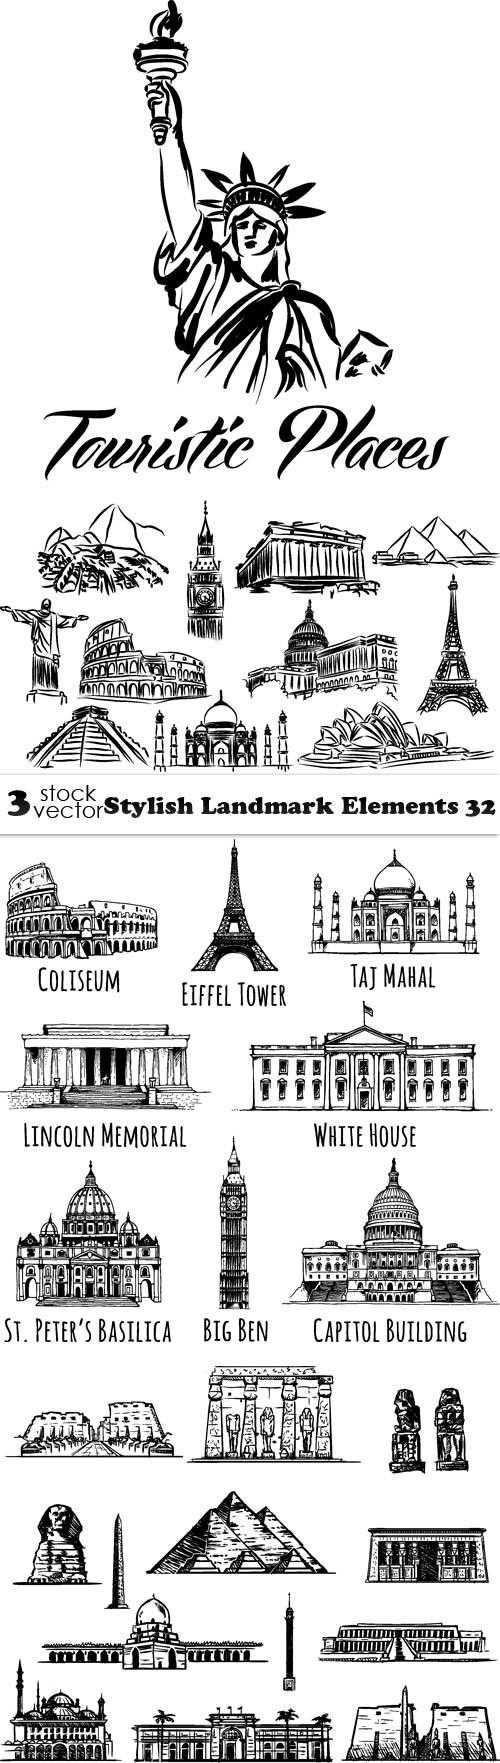 Touristic Places
3 stock vector Stylish Landmark Elements 32
Coliseum
Eiffel Tower
Taj Mahal
Lincoln Memorial
White House
St. Peter's Basilica
Big Ben
Capitol Building